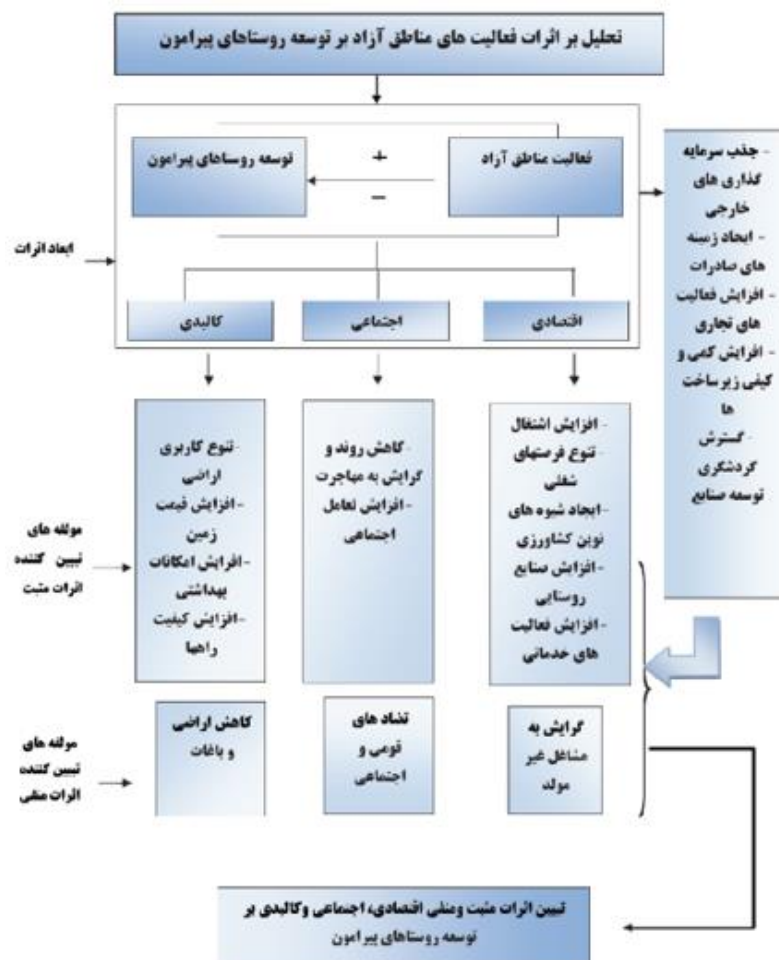 تحلیل بر اثرات فعالیت های مناطق آزاد بر توسعه روستاهای پیرامون
فعالیت مناطق آزاد
+
−
توسعه روستاهای پیرامون
ابعاد اثرات
اقتصادی
اجتماعی
کالبدی
- جذب سرمایه
گذاری های
خارجی
- ایجاد زمینه
های صادرات
- افزایش فعالیت
های تجاری
- افزایش کمی و
کیفی زیرساخت
ها
- گسترش
گردشگری
توسعه صنایع
مولفه های
تبیین کننده
اثرات مثبت
- افزایش اشتغال
- تنوع فرصتهای
شغلی
- ایجاد شیوه های
نوین کشاورزی
- افزایش صنایع
روستایی
- افزایش فعالیت
های خدماتی
- کاهش روند و
گرایش به مهاجرت
- افزایش تعامل
اجتماعی
- تنوع کاربری
اراضی
- افزایش قیمت
زمین
- افزایش امکانات
بهداشتی
- افزایش کیفیت
راهها
مولفه های
تبیین کننده
اثرات منفی
گرایش به
مشاغل غیر
مولد
تضاد های
قومی و
اجتماعی
کاهش اراضی
و باغات
تبیین اثرات مثبت ومنفی اقتصادی، اجتماعی وکالبدی بر
توسعه روستاهای پیرامون